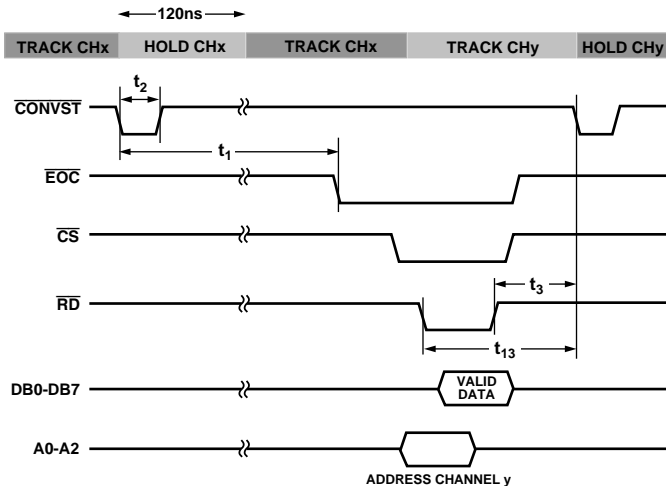 120ns
TRACK CHx HOLD CHx TRACK CHx TRACK CHy HOLD CHy
t2
CONVST
t1
EOC
CS
t3
RD
t13
VALID
DATA
DB0-DB7
A0-A2
ADDRESS CHANNEL y